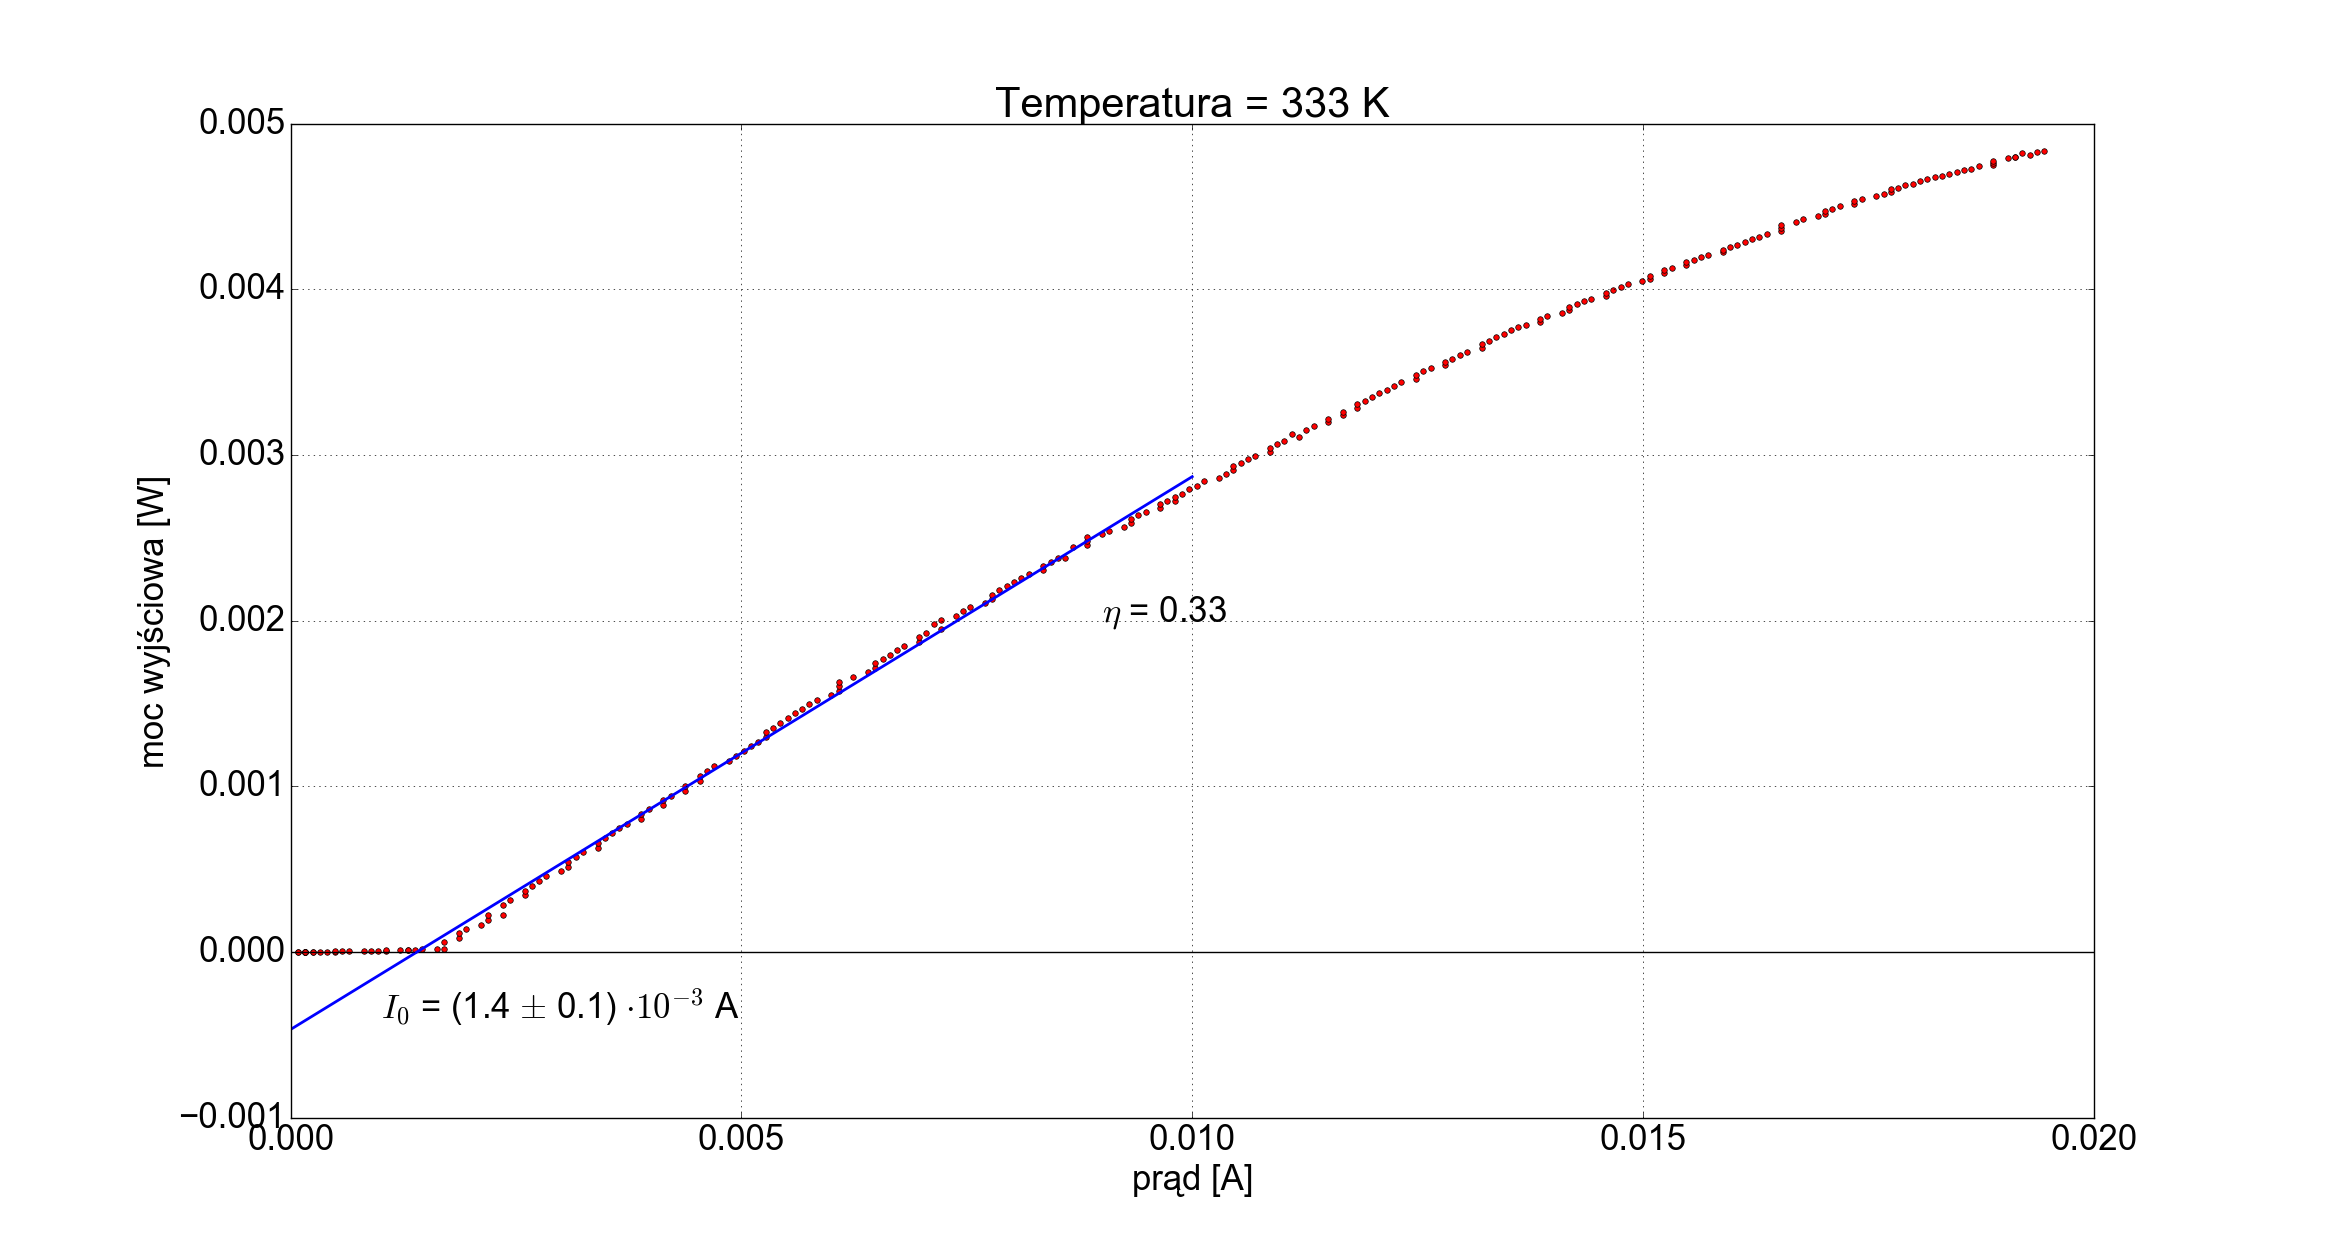 Temperatura = 333 K
0.005
0.004
0.003
0.002
0.001
0.000
−0.001
moc wyjściowa [W]
η = 0.33
I₀ = (1.4 ± 0.1) ·10⁻³ A
0.000 0.005 0.010 0.015 0.020
prąd [A]